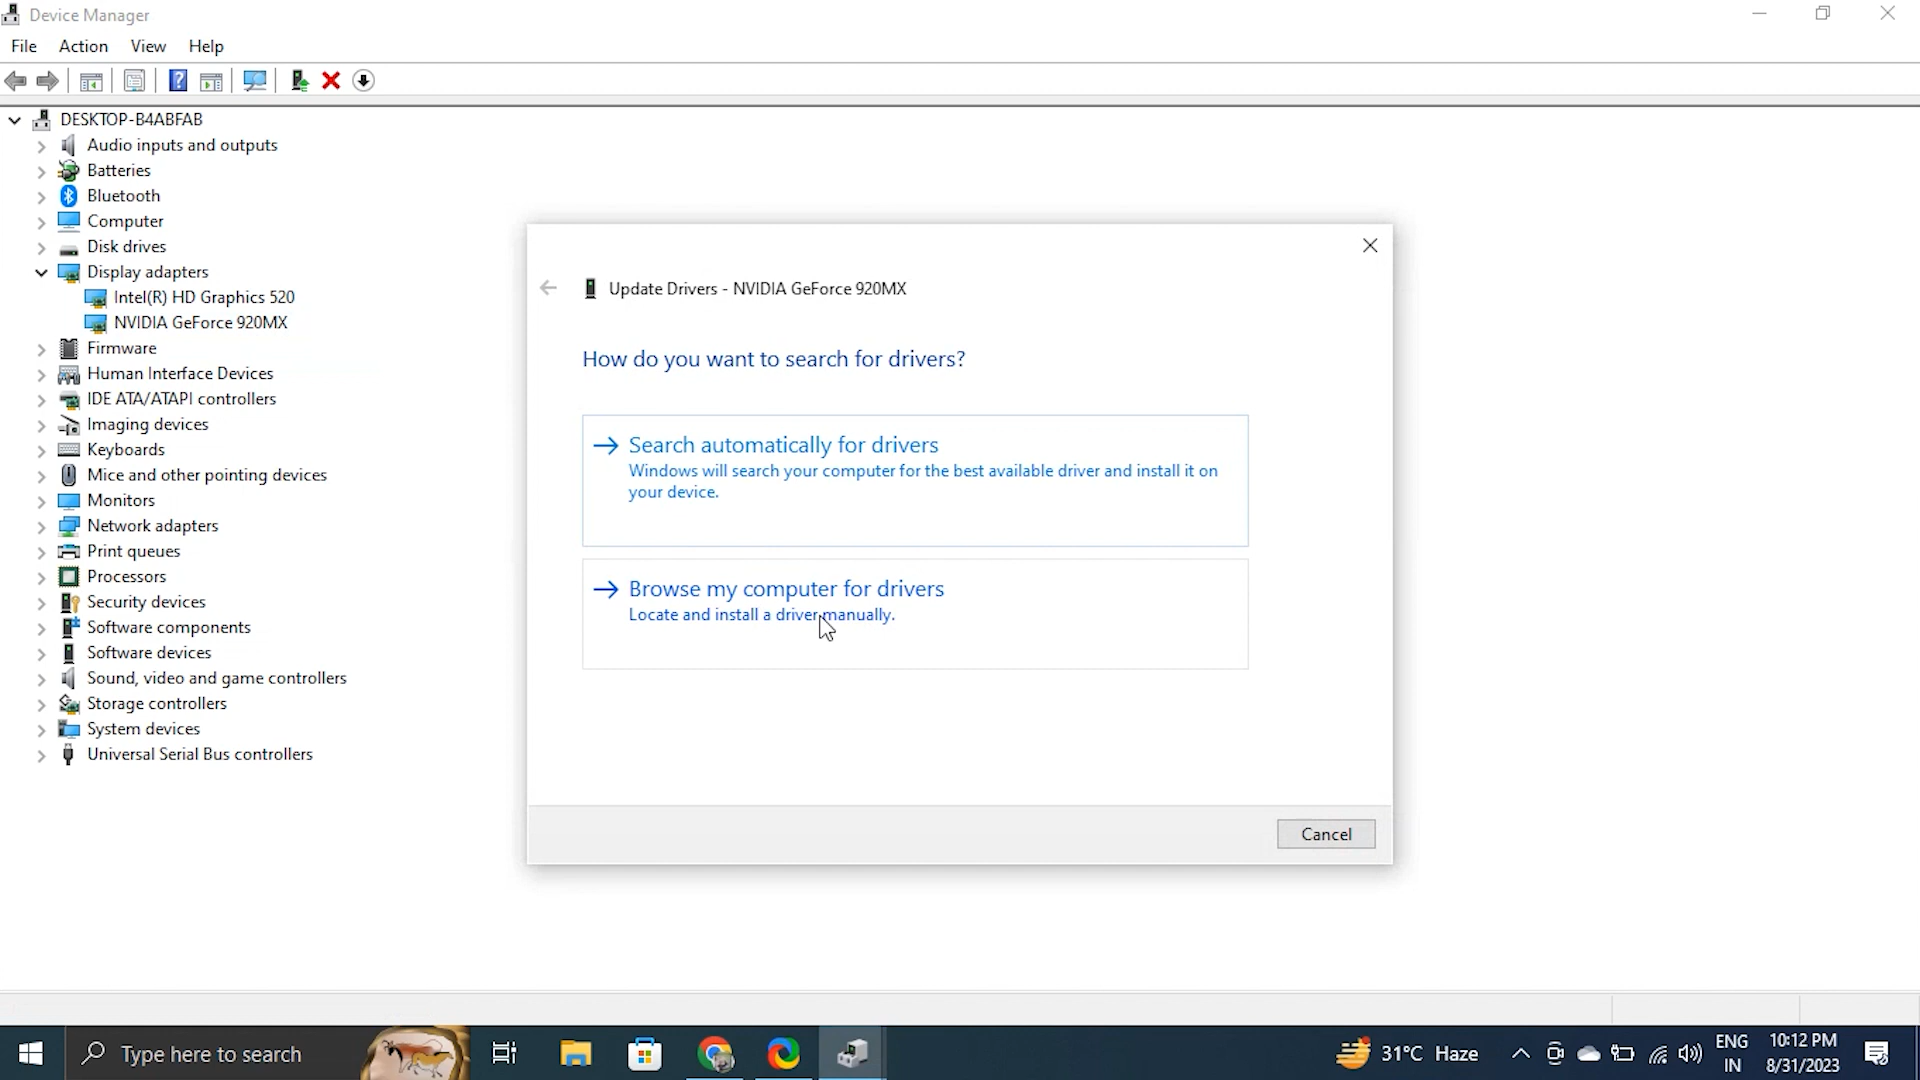 Device Manager
File Action View Help
DESKTOP-B4ABFAB
Audio inputs and outputs
Batteries
Bluetooth
Computer
Disk drives
Display adapters
Intel(R) HD Graphics 520
NVIDIA GeForce 920MX
Firmware
Human Interface Devices
IDE ATA/ATAPI controllers
Imaging devices
Keyboards
Mice and other pointing devices
Monitors
Network adapters
Print queues
Processors
Security devices
Software components
Software devices
Sound, video and game controllers
Storage controllers
System devices
Universal Serial Bus controllers
Update Drivers - NVIDIA GeForce 920MX
How do you want to search for drivers?
Search automatically for drivers
Windows will search your computer for the best available driver and install it on
your device.
Browse my computer for drivers
Locate and install a driver manually.
Cancel
Type here to search
31°C Haze
ENG
IN
10:12 PM
8/31/2023